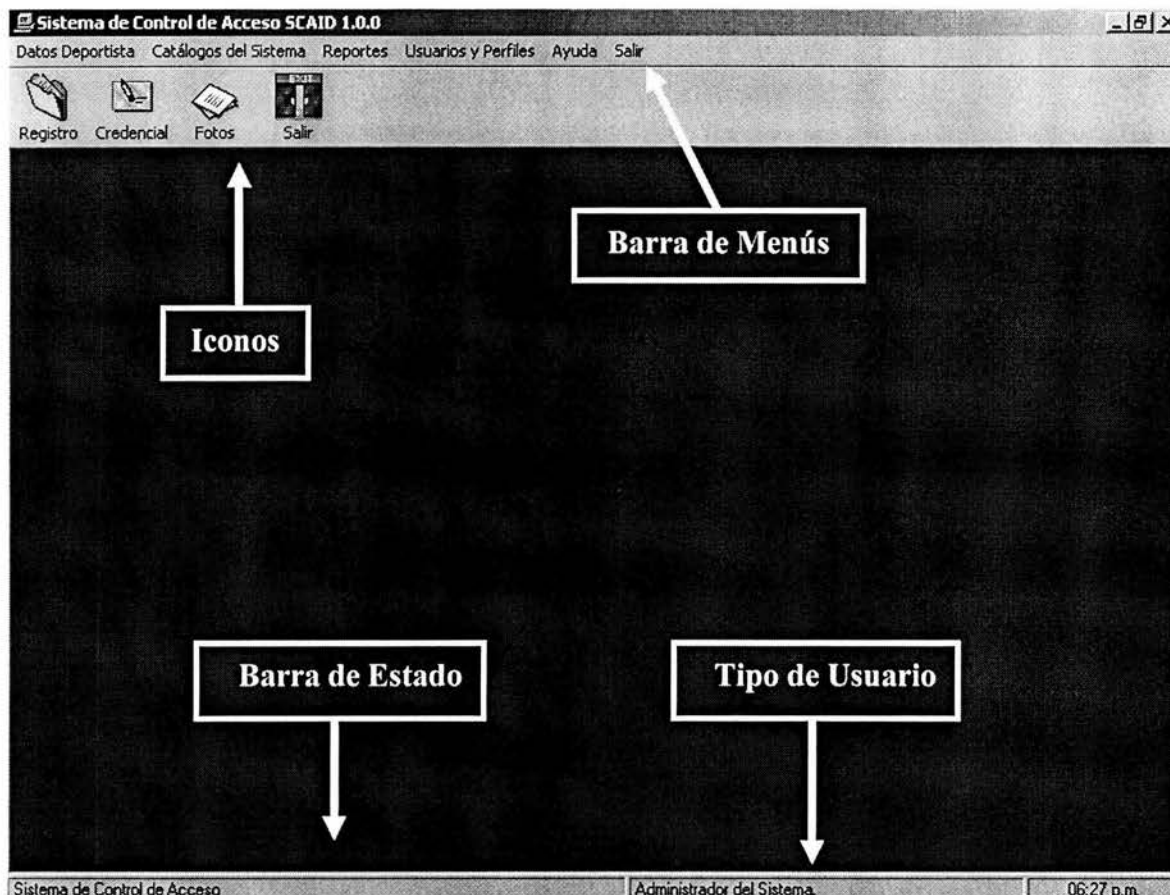 Sistema de Control de Acceso SCAID 1.0.0
Datos Deportista Catálogos del Sistema Reportes Usuarios y Perfiles Ayuda Salir
EXIT
Registro Credencial Fotos Salir
Barra de Menús
Iconos
Barra de Estado
Tipo de Usuario
Sistema de Control de Acceso Administrador del Sistema. 06:27 p.m.